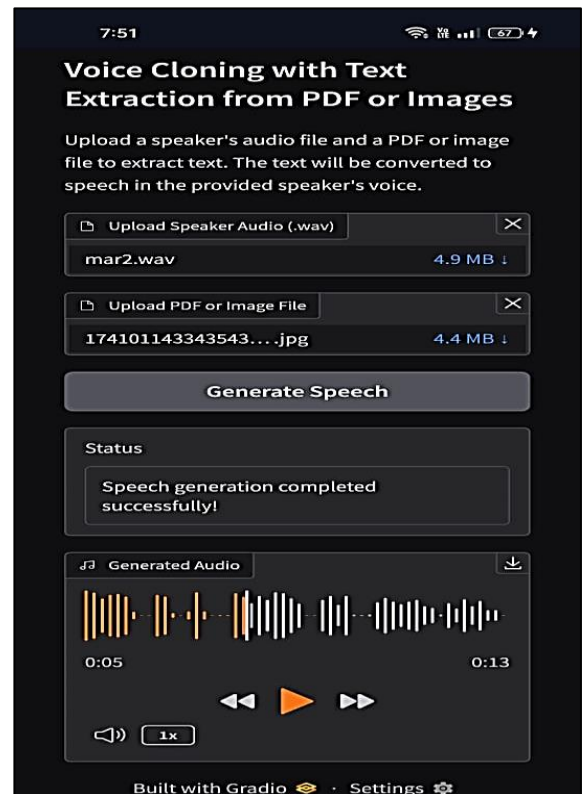 7:51
Vo LTE 67
Voice Cloning with Text
Extraction from PDF or Images
Upload a speaker's audio file and a PDF or image
file to extract text. The text will be converted to
speech in the provided speaker's voice.
Upload Speaker Audio (.wav)
mar2.wav 4.9 MB ↓
Upload PDF or Image File
174101143343543....jpg 4.4 MB ↓
Generate Speech
Status
Speech generation completed
successfully!
Generated Audio
0:05 0:13
1x
Built with Gradio · Settings